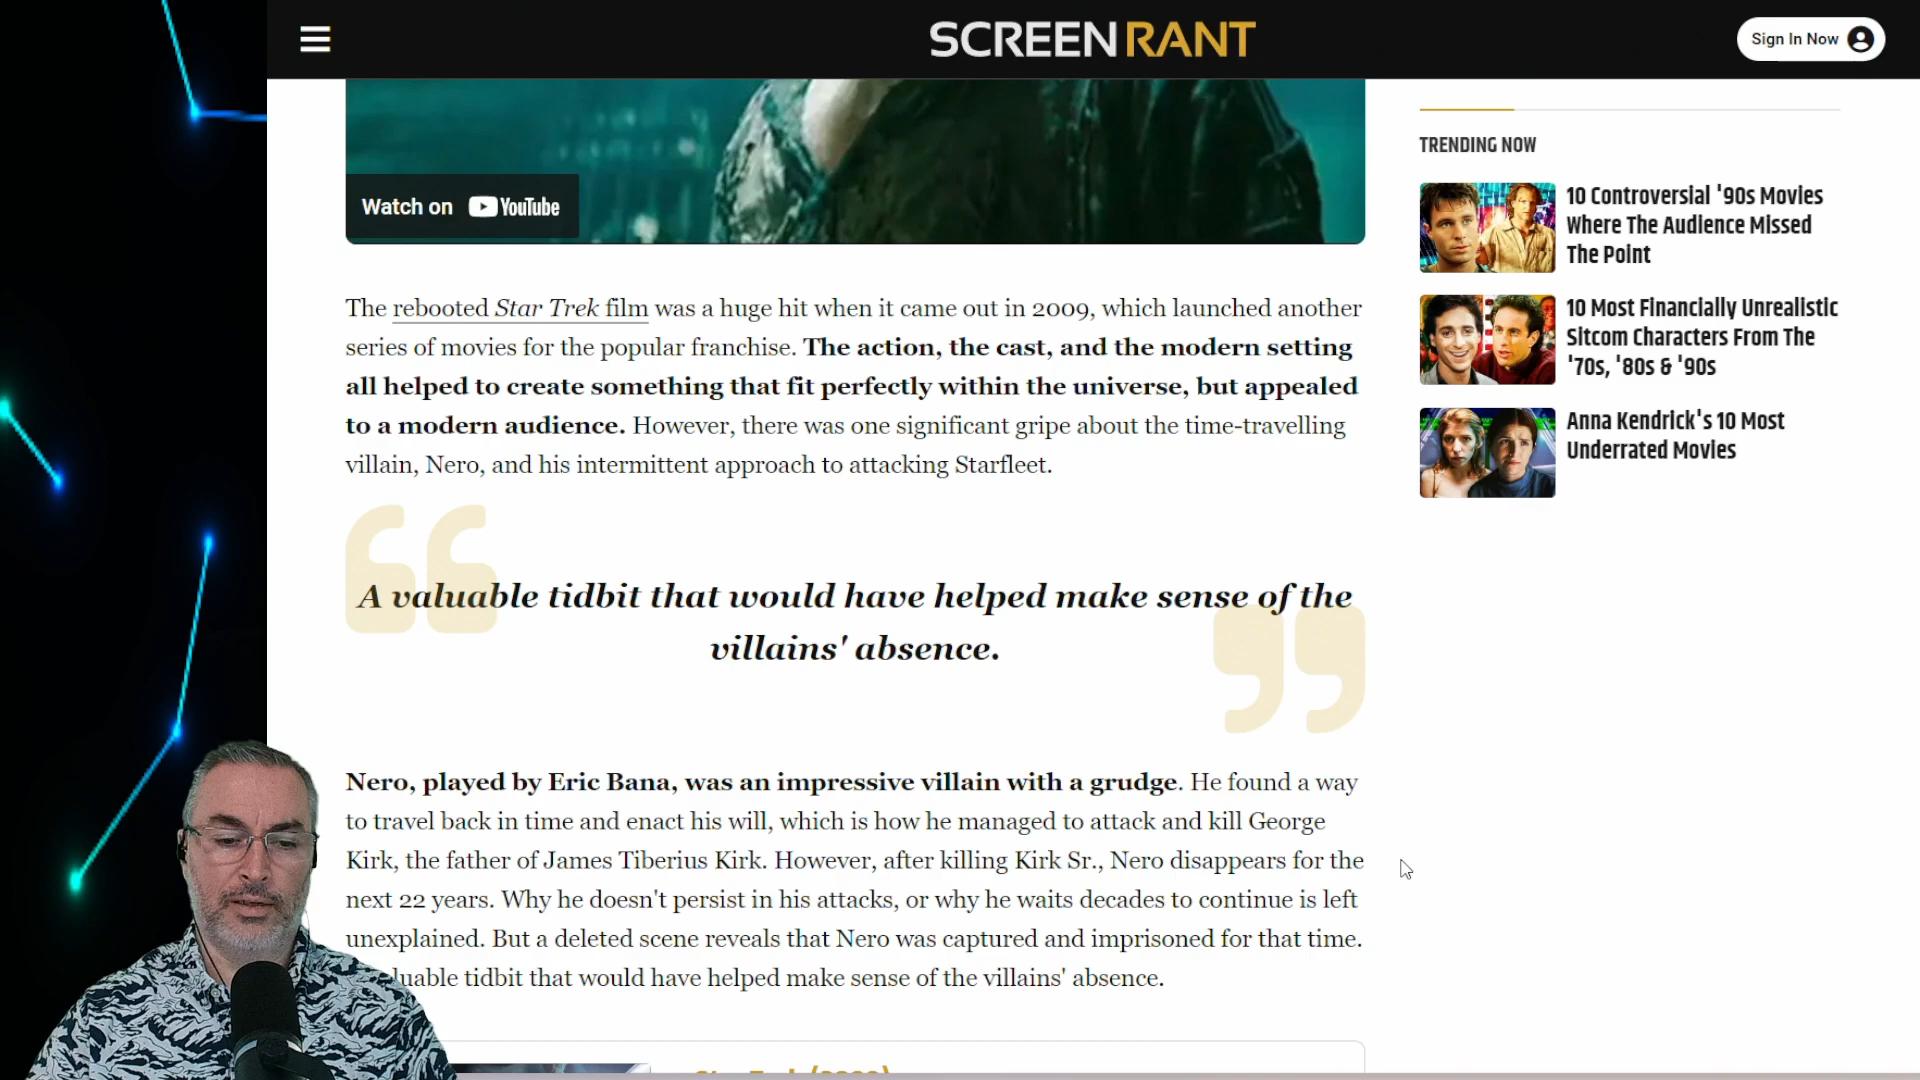 SCREENRANT
Sign In Now
Watch on YouTube
The rebooted Star Trek film was a huge hit when it came out in 2009, which launched another
series of movies for the popular franchise. The action, the cast, and the modern setting
all helped to create something that fit perfectly within the universe, but appealed
to a modern audience. However, there was one significant gripe about the time-travelling
villain, Nero, and his intermittent approach to attacking Starfleet.
A valuable tidbit that would have helped make sense of the
villains' absence.
Nero, played by Eric Bana, was an impressive villain with a grudge. He found a way
to travel back in time and enact his will, which is how he managed to attack and kill George
Kirk, the father of James Tiberius Kirk. However, after killing Kirk Sr., Nero disappears for the
next 22 years. Why he doesn't persist in his attacks, or why he waits decades to continue is left
unexplained. But a deleted scene reveals that Nero was captured and imprisoned for that time.
tidbit that would have helped make sense of the villains' absence.
TRENDING NOW
10 Controversial '90s Movies
Where The Audience Missed
The Point
10 Most Financially Unrealistic
Sitcom Characters From The
'70s, '80s & '90s
Anna Kendrick's 10 Most
Underrated Movies